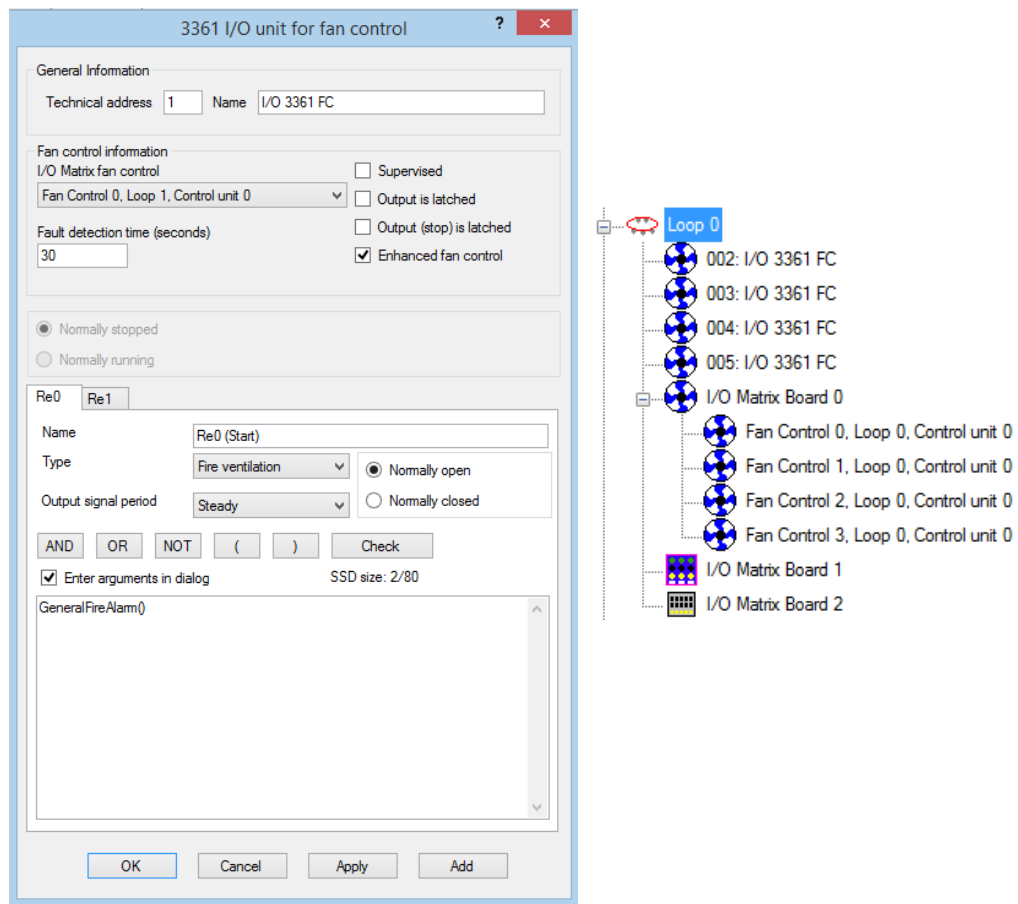 3361 I/O unit for fan control
?
×
General Information
Technical address 1 Name I/O 3361 FC
Fan control information
I/O Matrix fan control
Fan Control 0, Loop 1, Control unit 0
Fault detection time (seconds)
30
Supervised
Output is latched
Output (stop) is latched
Enhanced fan control
Normally stopped
Normally running
Re0 Re1
Name Re0 (Start)
Type Fire ventilation
Output signal period Steady
Normally open
Normally closed
AND OR NOT ( ) Check
Enter arguments in dialog SSD size: 2/80
GeneralFireAlarm()
OK Cancel Apply Add
Loop 0
002: I/O 3361 FC
003: I/O 3361 FC
004: I/O 3361 FC
005: I/O 3361 FC
I/O Matrix Board 0
Fan Control 0, Loop 0, Control unit 0
Fan Control 1, Loop 0, Control unit 0
Fan Control 2, Loop 0, Control unit 0
Fan Control 3, Loop 0, Control unit 0
I/O Matrix Board 1
I/O Matrix Board 2